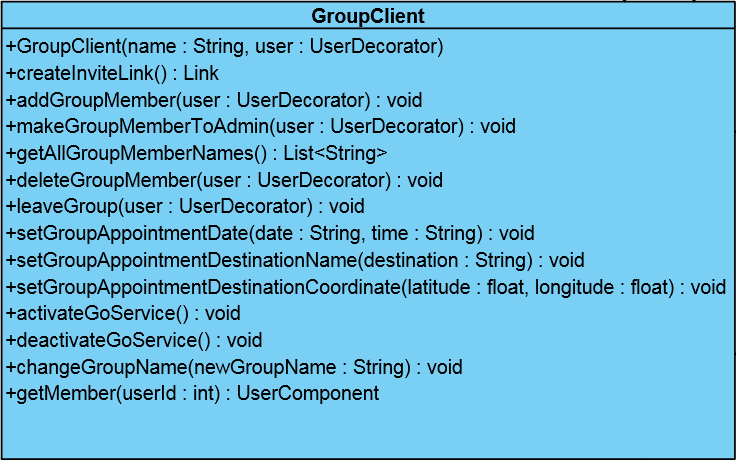 GroupClient
+GroupClient(name : String, user : UserDecorator)
+createInviteLink() : Link
+addGroupMember(user : UserDecorator) : void
+makeGroupMemberToAdmin(user : UserDecorator) : void
+getAllGroupMemberNames() : List<String>
+deleteGroupMember(user : UserDecorator) : void
+leaveGroup(user : UserDecorator) : void
+setGroupAppointmentDate(date : String, time : String) : void
+setGroupAppointmentDestinationName(destination : String) : void
+setGroupAppointmentDestinationCoordinate(latitude : float, longitude : float) : void
+activateGoService() : void
+deactivateGoService() : void
+changeGroupName(newGroupName : String) : void
+getMember(userId : int) : UserComponent